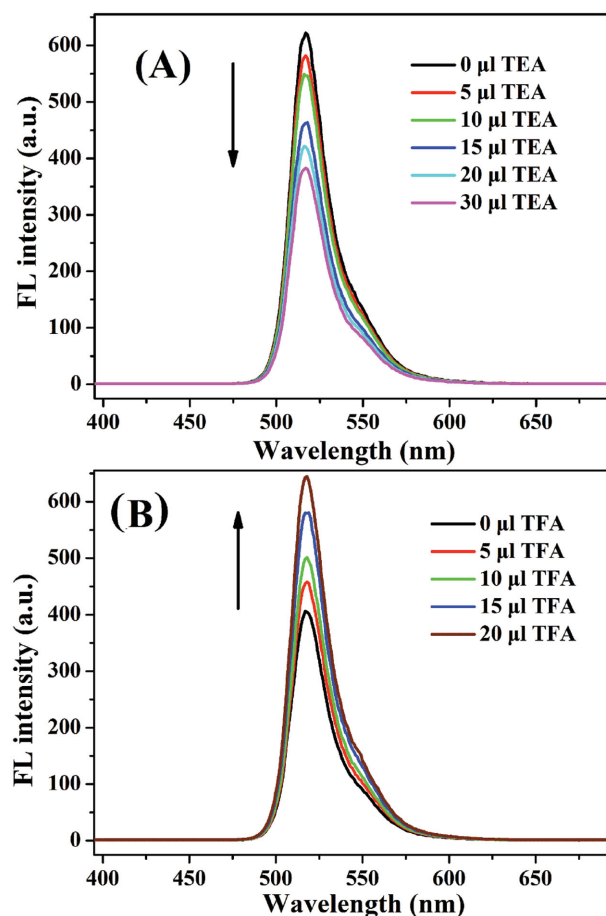 (A)
0 µl TEA
5 µl TEA
10 µl TEA
15 µl TEA
20 µl TEA
30 µl TEA
FL intensity (a.u.)
600
500
400
300
200
100
0
400 450 500 550 600 650
Wavelength (nm)
(B)
0 µl TFA
5 µl TFA
10 µl TFA
15 µl TFA
20 µl TFA
FL intensity (a.u.)
600
500
400
300
200
100
0
400 450 500 550 600 650
Wavelength (nm)